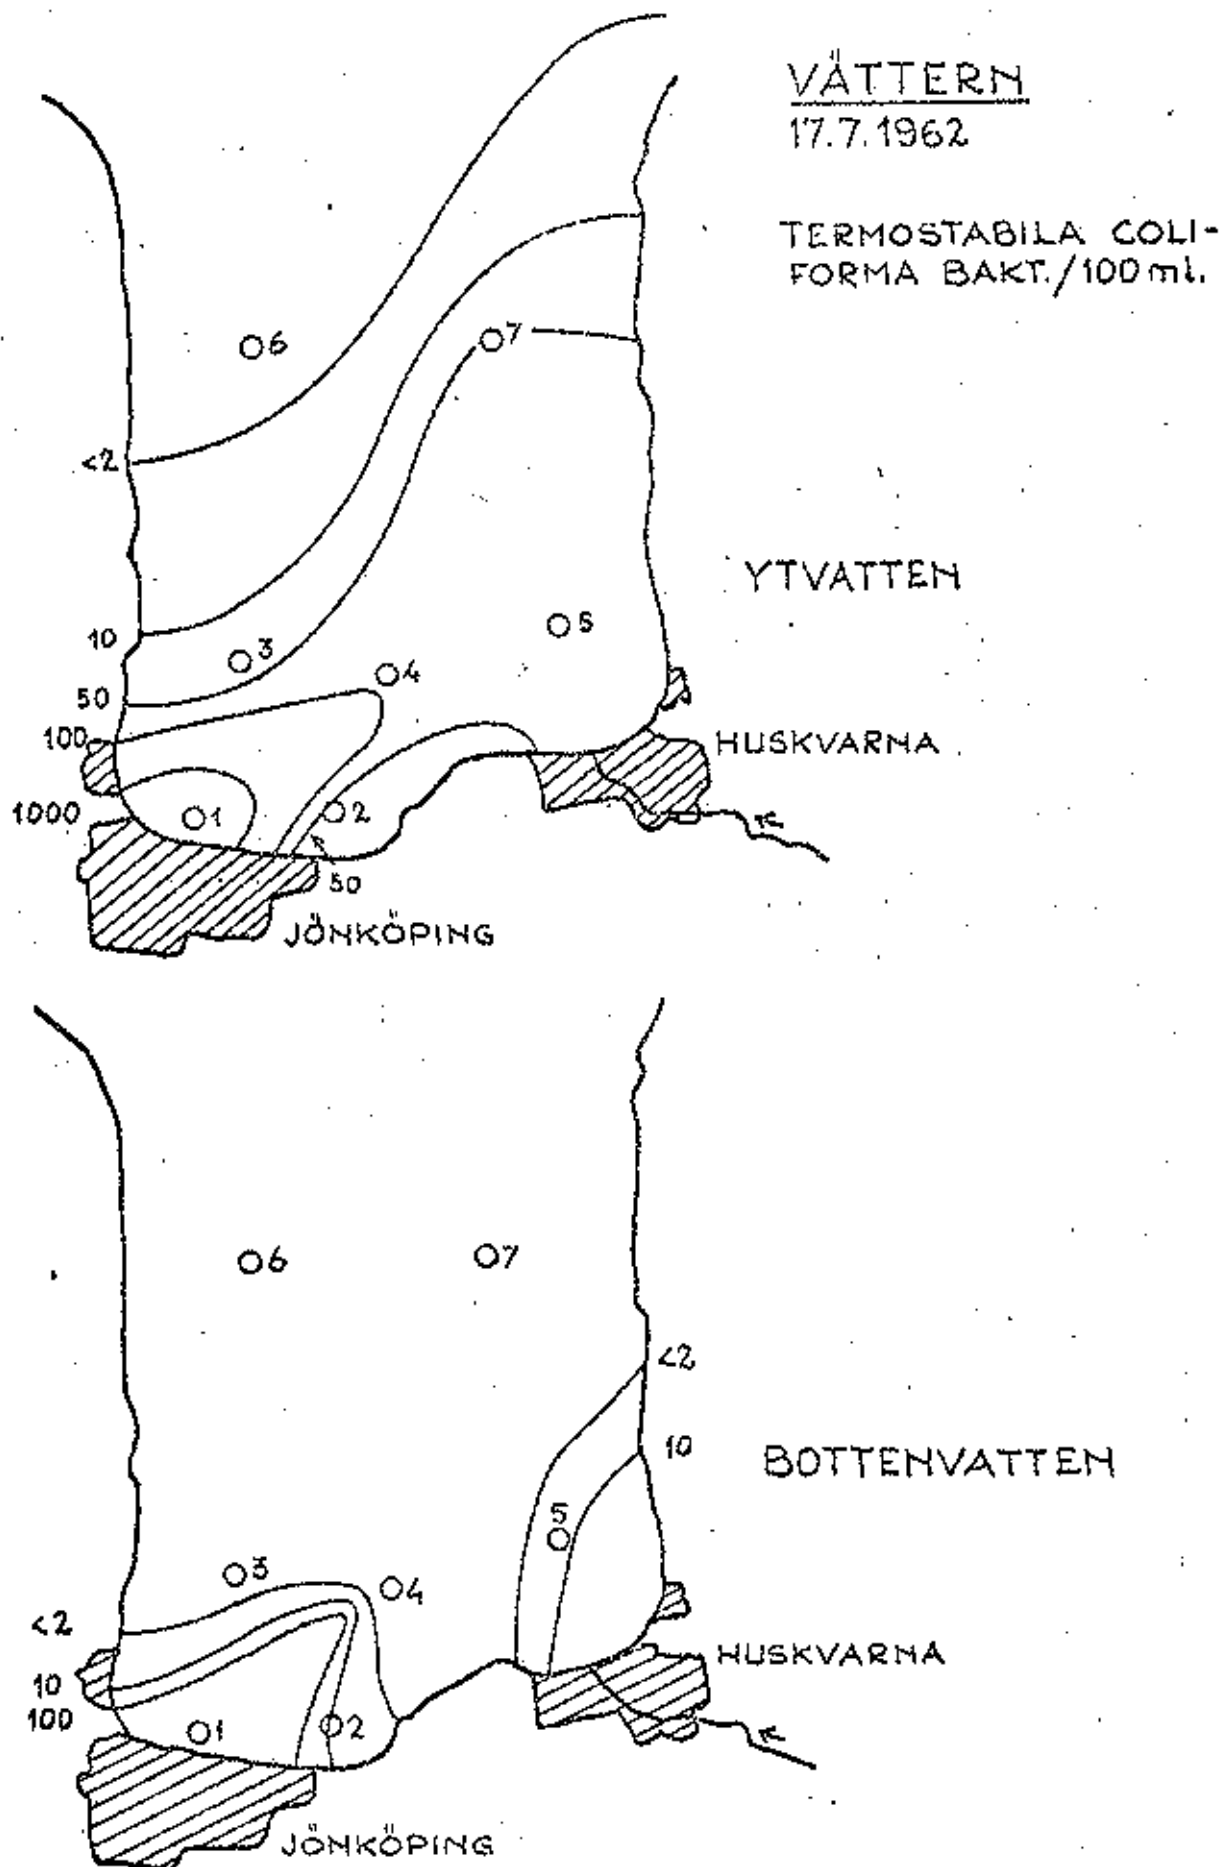 VÄTTERN
17.7.1962
TERMOSTABILA COLI-
FORMA BAKT./100 ml.
6
7
<2
YTVATTEN
10
3
5
4
50
100
HUSKVARNA
1000
1
2
50
JÖNKÖPING
6
7
<2
10
BOTTENVATTEN
5
3
4
<2
HUSKVARNA
10
100
1
2
JÖNKÖPING